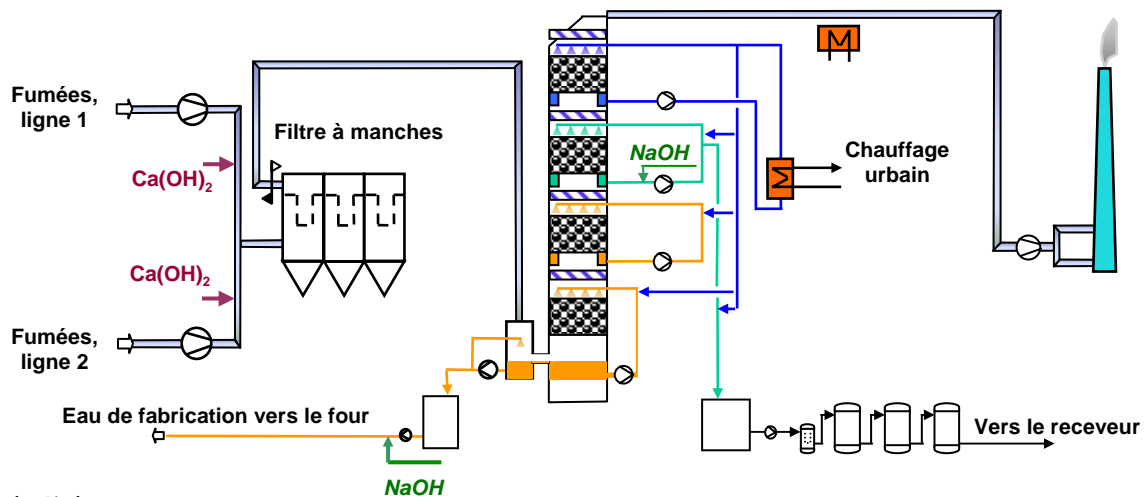 Fumées,
ligne 1
Filtre à manches
Ca(OH)2
NaOH
Chauffage
urbain
Ca(OH)2
Fumées,
ligne 2
Eau de fabrication vers le four
NaOH
Vers le receveur